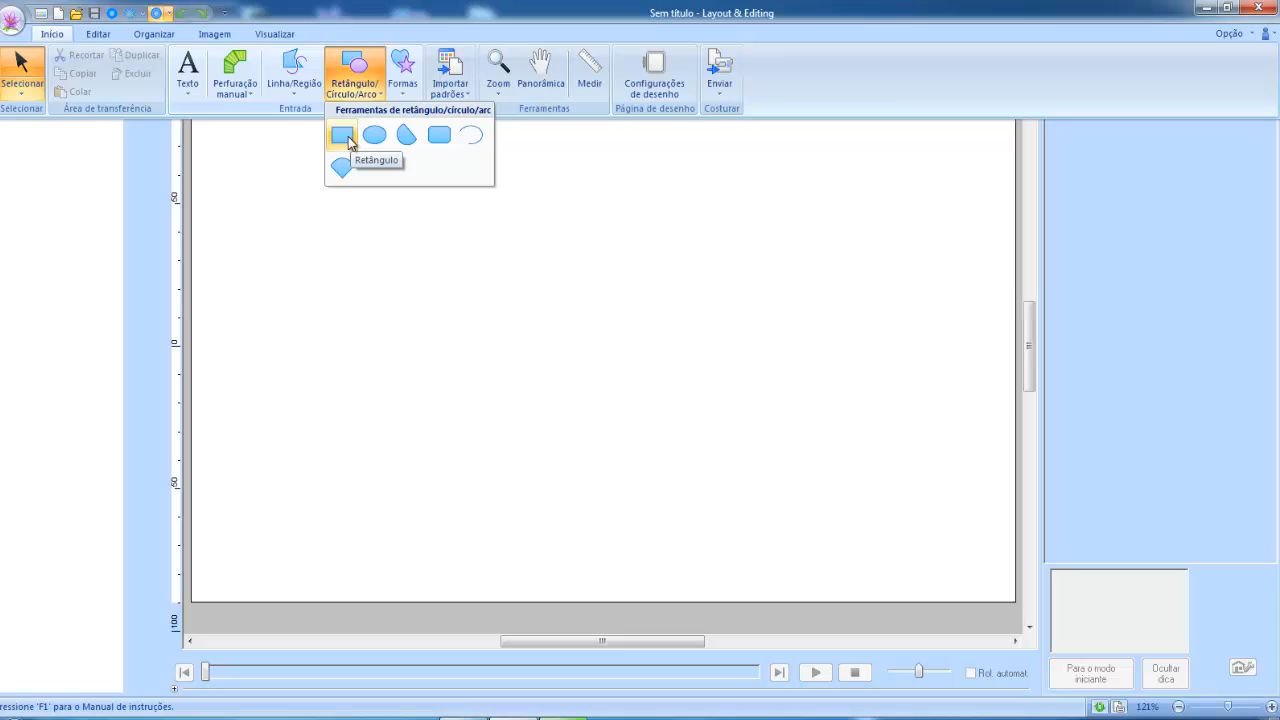 Sem título - Layout & Editing
Início Editar Organizar Imagem Visualizar Opção
Selecionar
Recortar Duplicar
Copiar Excluir
Colar
Texto
Perfuração manual
Linha/Região
Retângulo/ Círculo/Arco
Formas
Importar padrões
Zoom
Panorâmica
Medir
Configurações de desenho
Enviar
Selecionar Área de transferência Entrada Ferramentas Página de desenho Costurar
Ferramentas de retângulo/círculo/arc
Retângulo
50
0
50
100
Rol. automat.
Para o modo iniciante
Ocultar dica
ressione 'F1' para o Manual de instruções.
121%